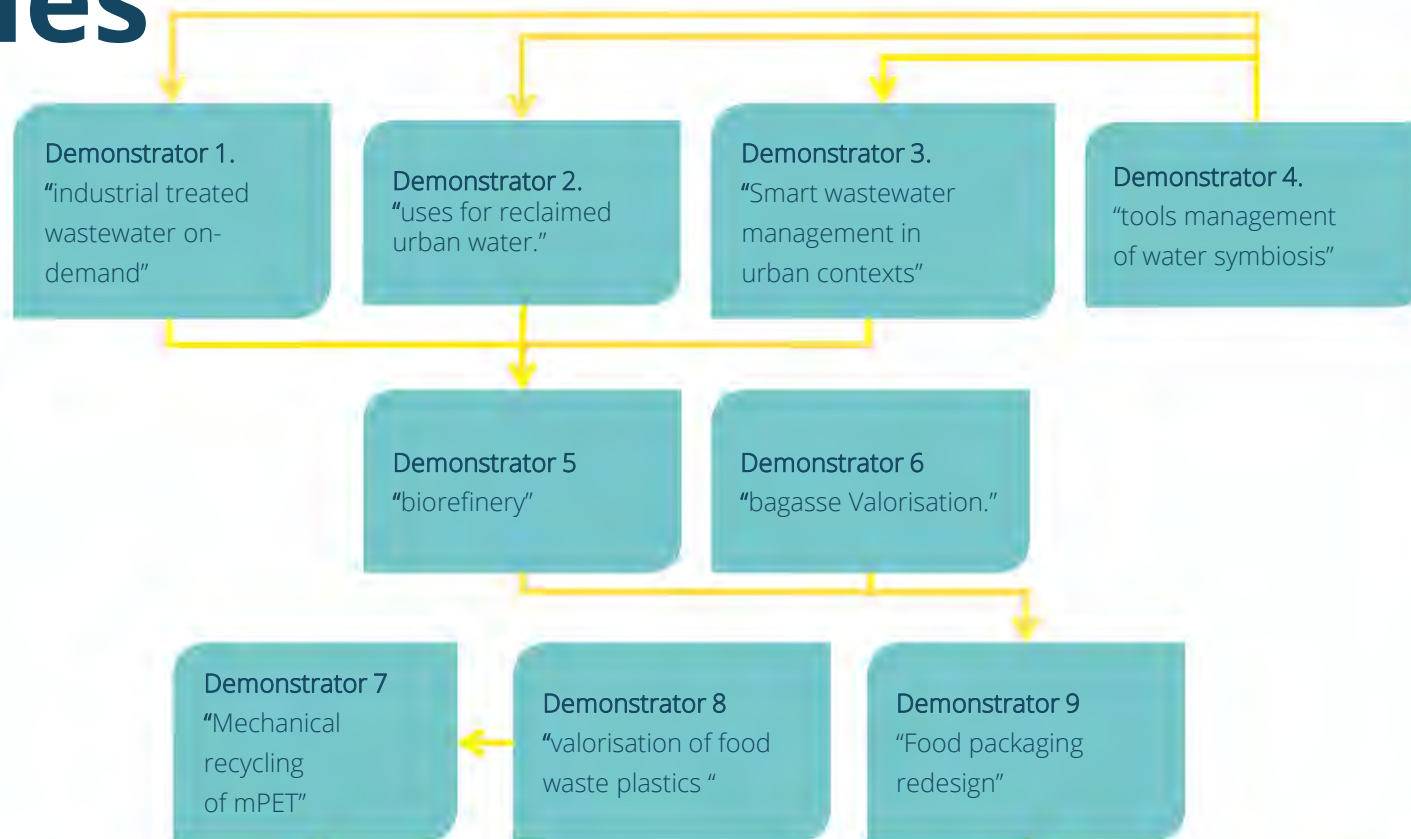 Demonstrator 1.
“industrial treated
wastewater on-
demand”
Demonstrator 2.
“uses for reclaimed
urban water.”
Demonstrator 3.
“Smart wastewater
management in
urban contexts”
Demonstrator 4.
“tools management
of water symbiosis”
Demonstrator 5
“biorefinery”
Demonstrator 6
“bagasse Valorisation.”
Demonstrator 7
“Mechanical
recycling
of mPET”
Demonstrator 8
“valorisation of food
waste plastics “
Demonstrator 9
“Food packaging
redesign”